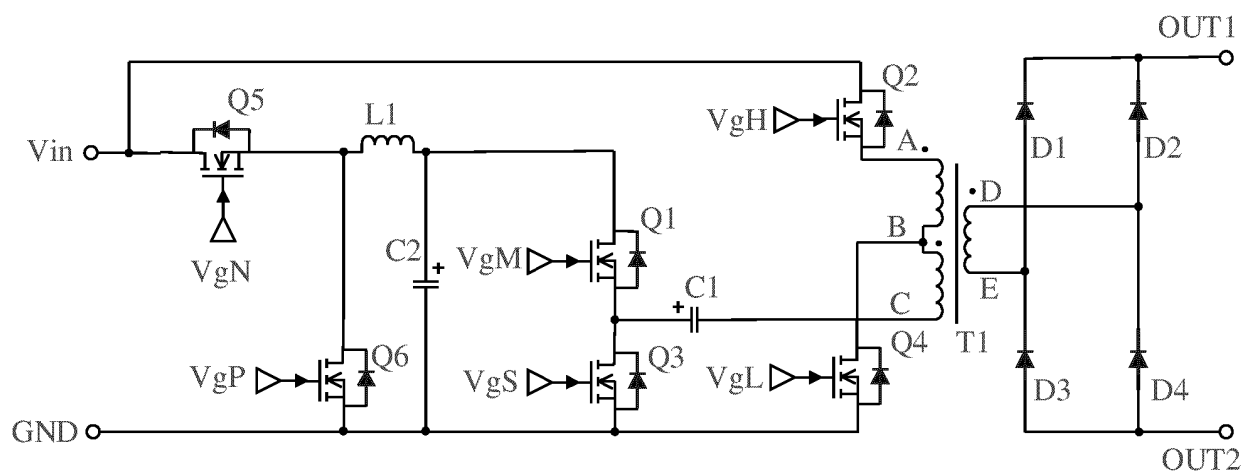 OUT1
Q2
Q5
L1
VgH
A
D1
D2
Vin
D
Q1
B
VgM
C2
+
VgN
C1
+
E
C
T1
Q4
Q6
Q3
VgP
VgS
VgL
D3
D4
GND
OUT2